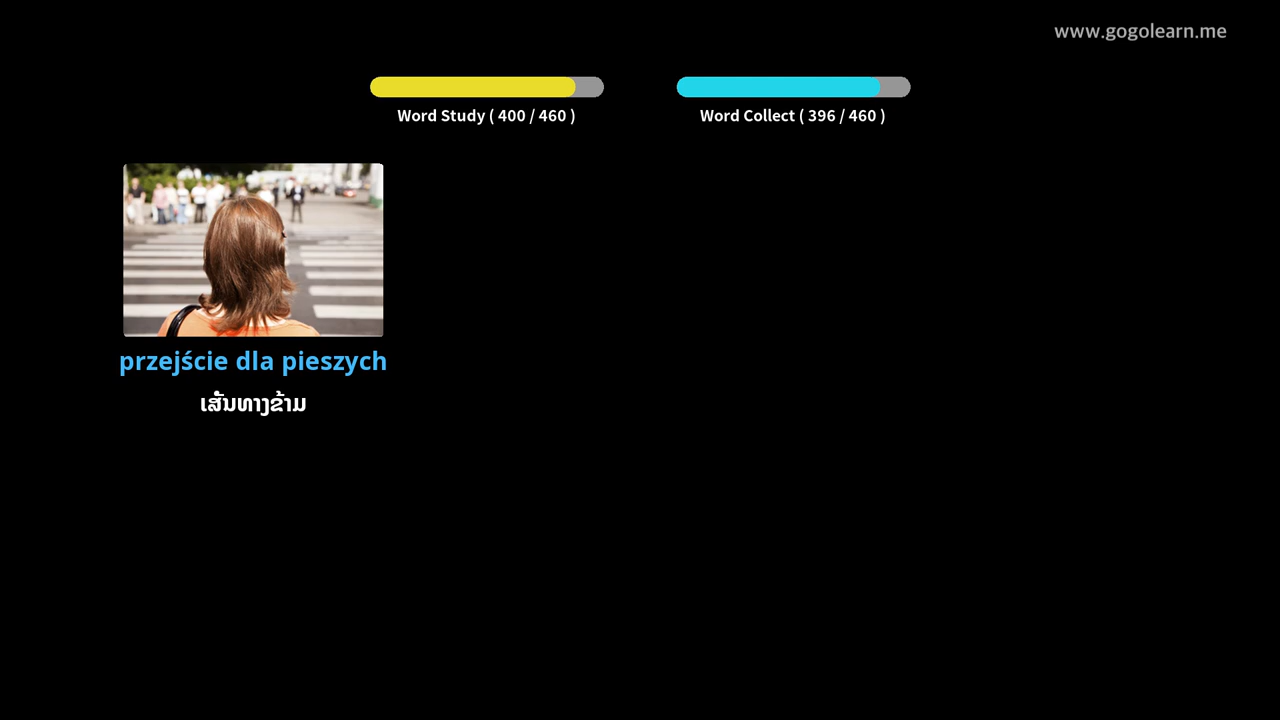 www.gogolearn.me
Word Study ( 400 / 460 )
Word Collect ( 396 / 460 )
przejście dla pieszych
ເສັ້ນທາງຂ້າມ